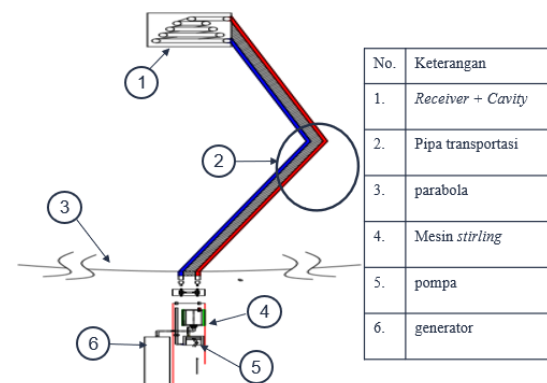 1
2
3
4
5
6
No. Keterangan
1. Receiver + Cavity
2. Pipa transportasi
3. parabola
4. Mesin stirling
5. pompa
6. generator